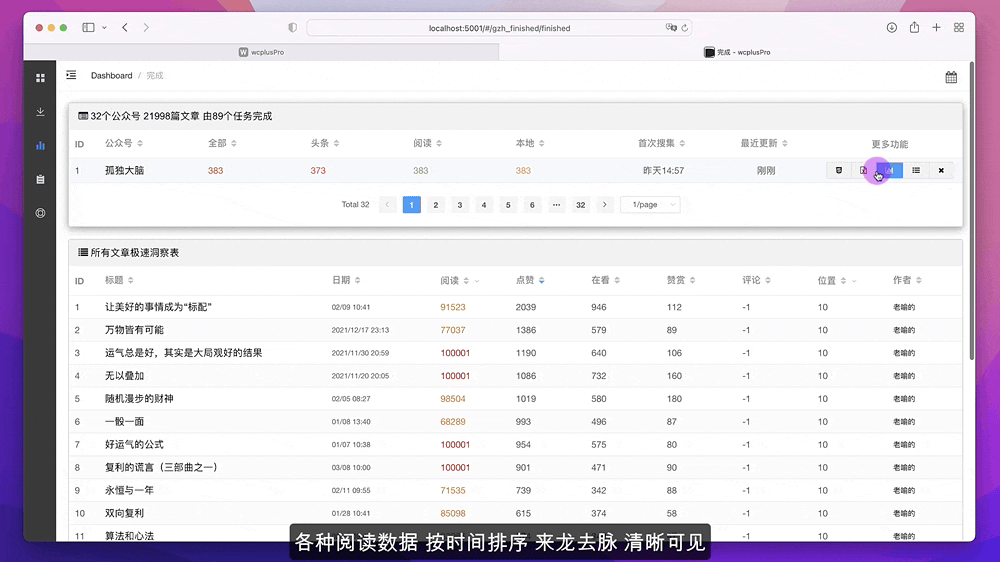 localhost:5001/#/gzh_finished/finished
W wcplusPro
完成 - wcplusPro
Dashboard / 完成
32个公众号 21998篇文章 由89个任务完成
ID 公众号 全部 头条 阅读 本地 首次搜集 最近更新 更多功能
1 孤独大脑 383 373 383 383 昨天14:57 刚刚
Total 32 1 2 3 4 5 6 ••• 32 1/page
所有文章极速洞察表
ID 标题 日期 阅读 点赞 在看 赞赏 评论 位置 作者
1 让美好的事情成为“标配” 02/09 10:41 91523 2039 946 112 -1 10 老喻的
2 万物皆有可能 2021/12/17 23:13 77037 1386 579 89 -1 10 老喻的
3 运气总是好，其实是大局观好的结果 2021/11/30 20:59 100001 1190 640 106 -1 10 老喻的
4 无以叠加 2021/11/20 20:05 100001 1086 732 160 -1 10 老喻的
5 随机漫步的财神 02/05 08:27 98504 1019 580 180 -1 10 老喻的
6 一骰一面 01/08 13:40 68289 993 496 87 -1 10 老喻的
7 好运气的公式 01/07 10:38 100001 954 575 80 -1 10 老喻的
8 复利的谎言（三部曲之一） 03/08 10:00 100001 901 471 90 -1 10 老喻的
9 永恒与一年 02/11 09:55 71535 739 342 88 -1 10 老喻的
10 双向复利 01/28 10:41 85098 615 374 58 -1 10 老喻的
11 算法和心法
各种阅读数据 按时间排序 来龙去脉 清晰可见